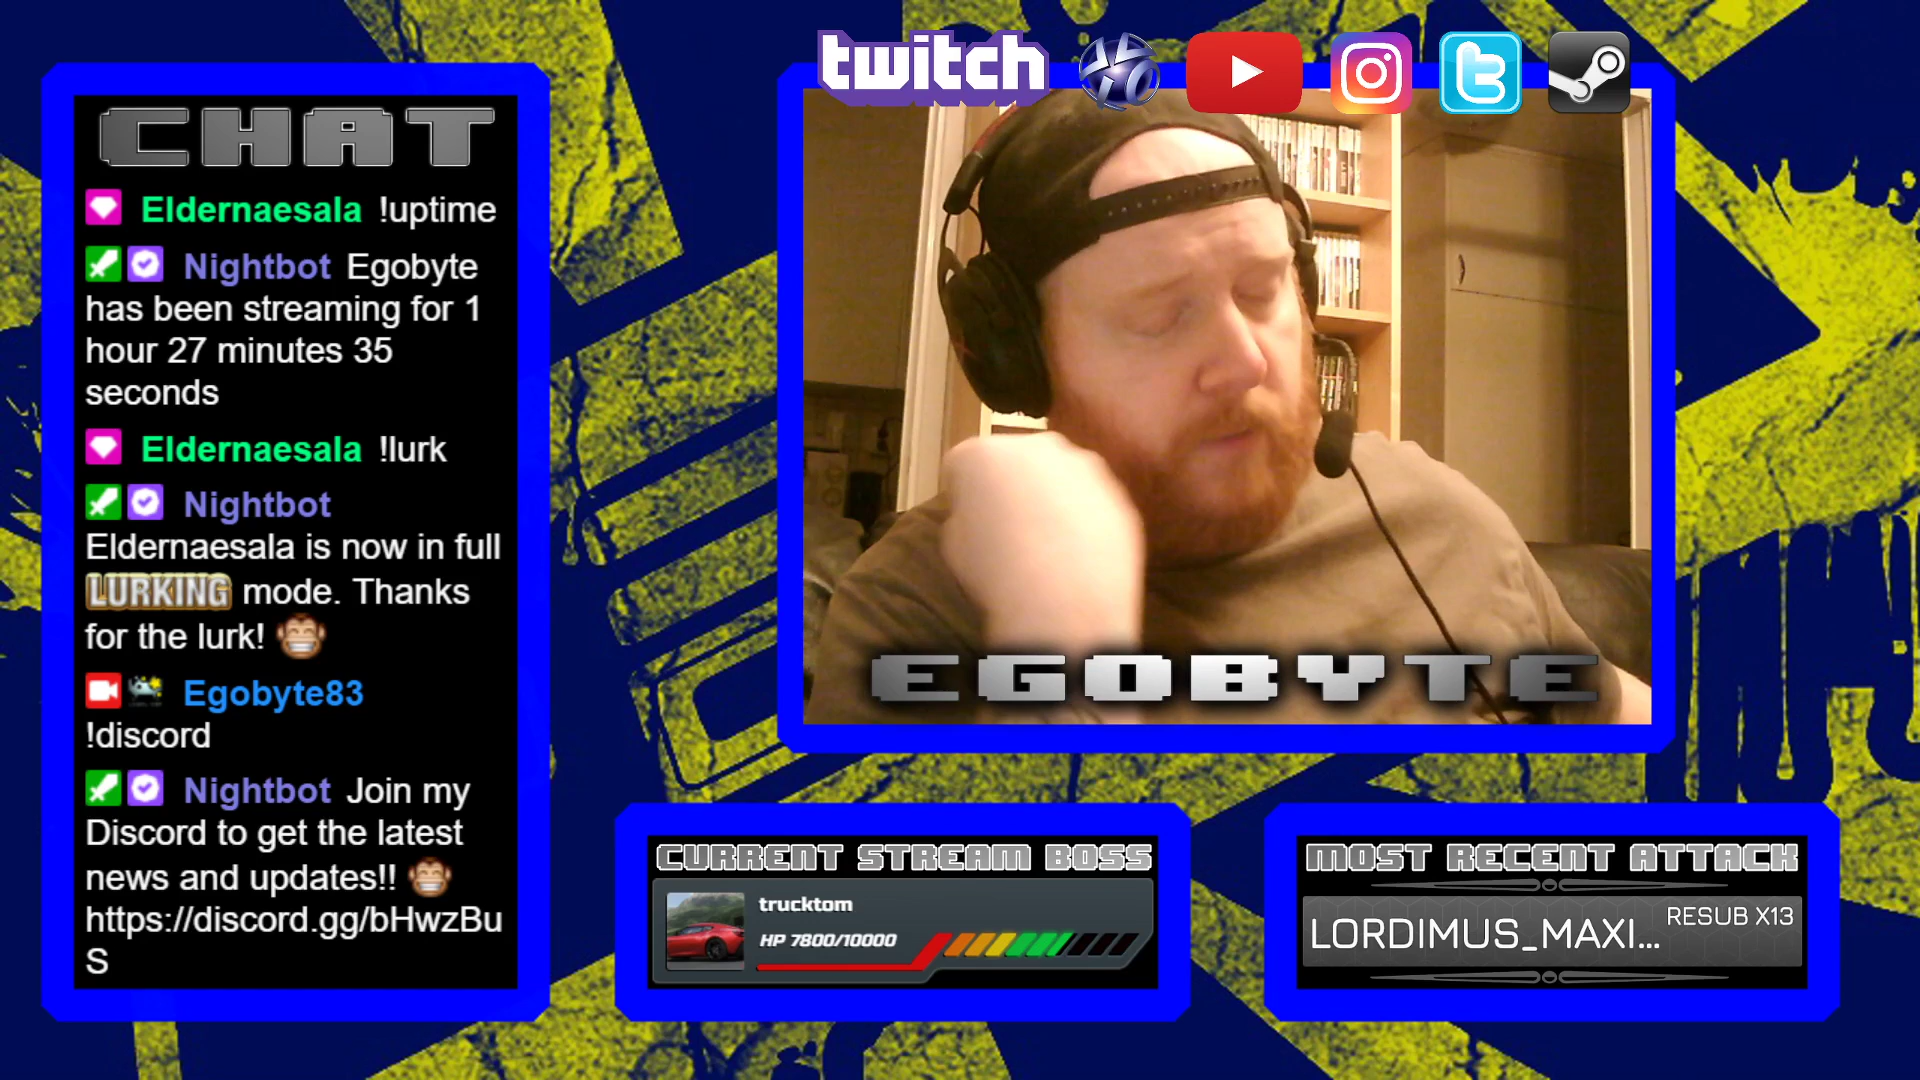 twitch
CHAT
Eldernaesala !uptime
Nightbot Egobyte
has been streaming for 1
hour 27 minutes 35
seconds
Eldernaesala !lurk
Nightbot
Eldernaesala is now in full
LURKING mode. Thanks
for the lurk!
Egobyte83
!discord
Nightbot Join my
Discord to get the latest
news and updates!!
https://discord.gg/bHwzBu
S
EGOBYTE
CURRENT STREAM BOSS
trucktom
HP 7800/10000
MOST RECENT ATTACK
LORDIMUS_MAXI... RESUB X13